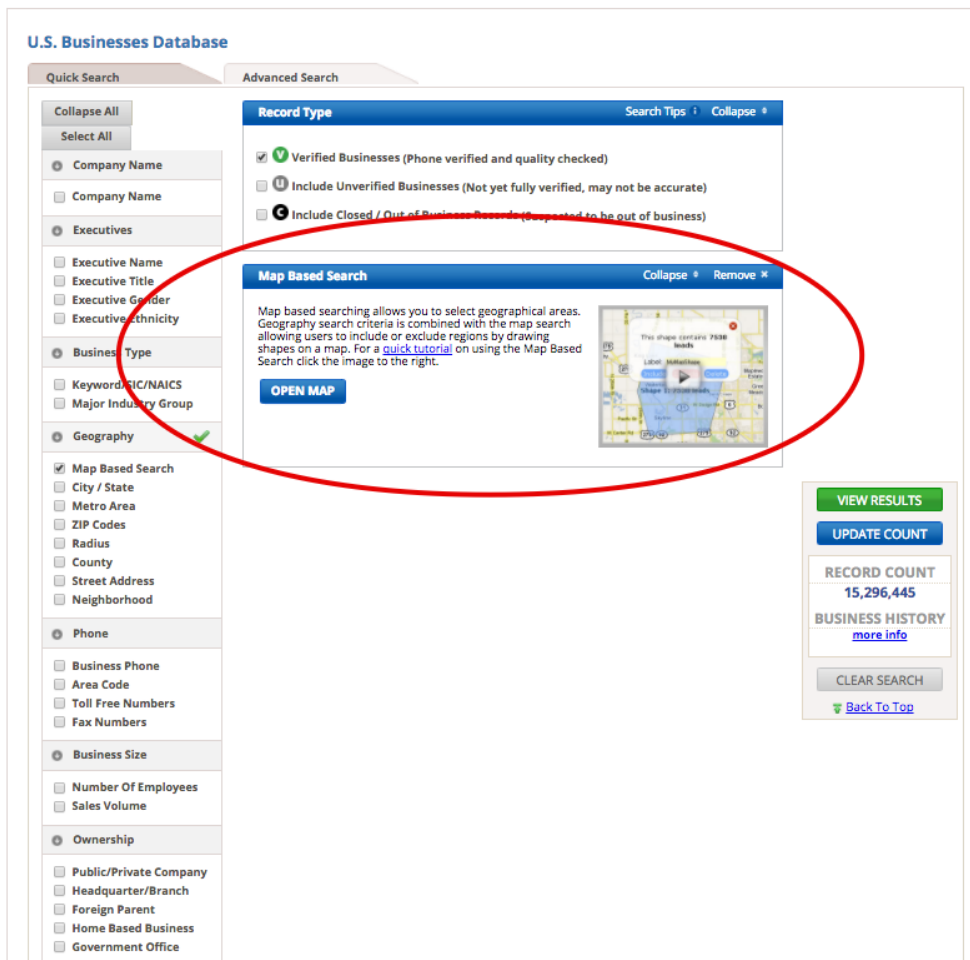 U.S. Businesses Database
Quick Search
Advanced Search
Collapse All
Select All
Company Name
Company Name
Executives
Executive Name
Executive Title
Executive Gender
Executive Ethnicity
Business Type
Keyword/SIC/NAICS
Major Industry Group
Geography
Map Based Search
City / State
Metro Area
ZIP Codes
Radius
County
Street Address
Neighborhood
Phone
Business Phone
Area Code
Toll Free Numbers
Fax Numbers
Business Size
Number Of Employees
Sales Volume
Ownership
Public/Private Company
Headquarter/Branch
Foreign Parent
Home Based Business
Government Office
Record Type
Search Tips i Collapse
V Verified Businesses (Phone verified and quality checked)
U Include Unverified Businesses (Not yet fully verified, may not be accurate)
C Include Closed / Out of Business Records (Suspected to be out of business)
Map Based Search
Collapse Remove ×
Map based searching allows you to select geographical areas.
Geography search criteria is combined with the map search
allowing users to include or exclude regions by drawing
shapes on a map. For a quick tutorial on using the Map Based
Search click the image to the right.
OPEN MAP
This shape contains 7508
leads
Label:
VIEW RESULTS
UPDATE COUNT
RECORD COUNT
15,296,445
BUSINESS HISTORY
more info
CLEAR SEARCH
Back To Top